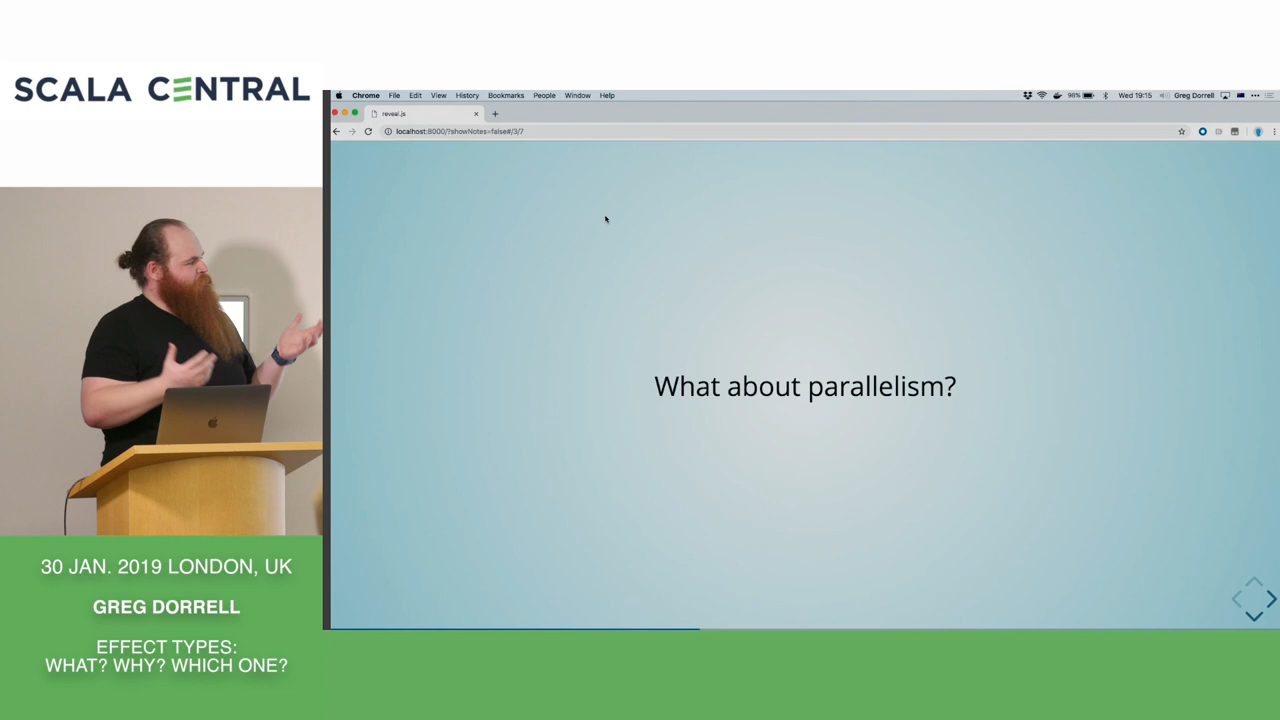 SCALA CENTRAL
Chrome File Edit View History Bookmarks People Window Help
98% Wed 19:15 Greg Dorrell
reveal.js
localhost:8000/?showNotes=false#/3/7
What about parallelism?
30 JAN. 2019 LONDON, UK
GREG DORRELL
EFFECT TYPES:
WHAT? WHY? WHICH ONE?